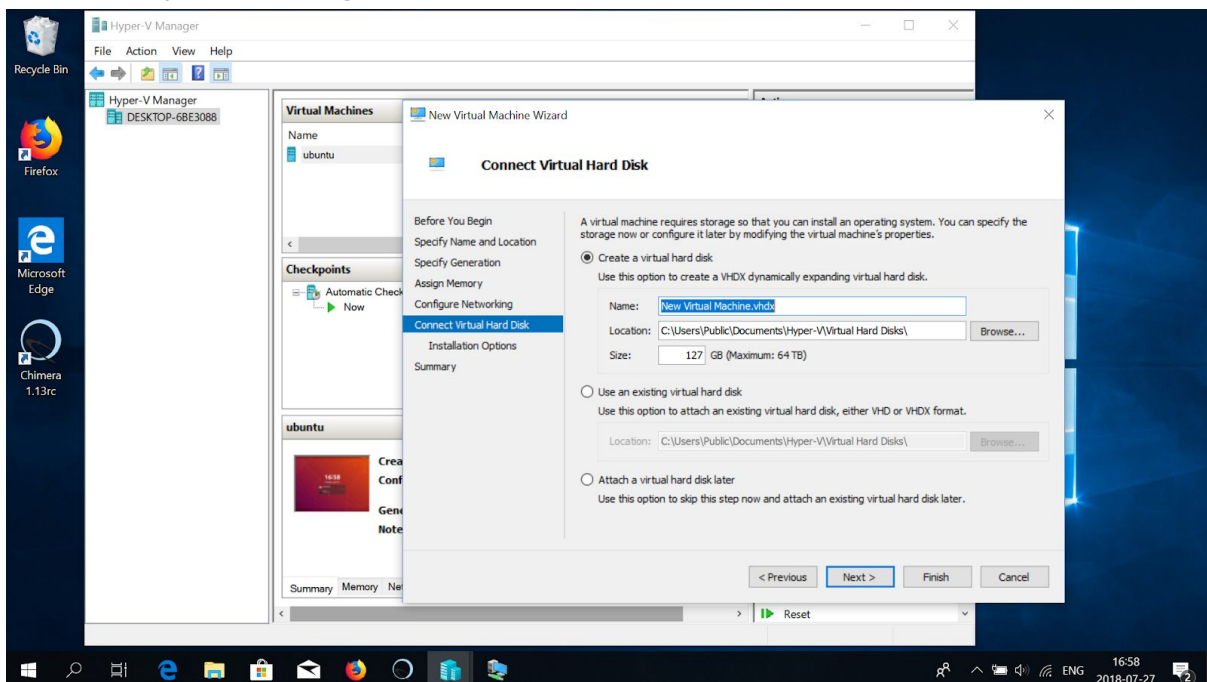 Hyper-V Manager
File Action View Help
Recycle Bin
Firefox
Microsoft
Edge
Chimera
1.13rc
Hyper-V Manager
DESKTOP-6BE3088
Virtual Machines
Name
ubuntu
Checkpoints
Automatic Check
Now
ubuntu
16:58
Crea
Conf
Gene
Note
Summary Memory Net
New Virtual Machine Wizard
Connect Virtual Hard Disk
Before You Begin
Specify Name and Location
Specify Generation
Assign Memory
Configure Networking
Connect Virtual Hard Disk
Installation Options
Summary
A virtual machine requires storage so that you can install an operating system. You can specify the
storage now or configure it later by modifying the virtual machine's properties.
Create a virtual hard disk
Use this option to create a VHDX dynamically expanding virtual hard disk.
Name: New Virtual Machine.vhdx
Location: C:\Users\Public\Documents\Hyper-V\Virtual Hard Disks\ Browse...
Size: 127 GB (Maximum: 64 TB)
Use an existing virtual hard disk
Use this option to attach an existing virtual hard disk, either VHD or VHDX format.
Location: C:\Users\Public\Documents\Hyper-V\Virtual Hard Disks\ Browse...
Attach a virtual hard disk later
Use this option to skip this step now and attach an existing virtual hard disk later.
< Previous Next > Finish Cancel
Reset
ENG
16:58
2018-07-27
2